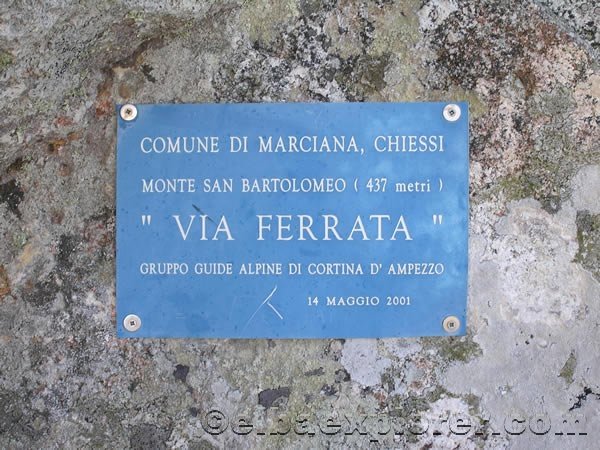 COMUNE DI MARCIANA, CHIESSI
MONTE SAN BARTOLOMEO ( 437 metri )
" VIA FERRATA "
GRUPPO GUIDE ALPINE DI CORTINA D' AMPEZZO
14 MAGGIO 2001
©elbaexplorer.com